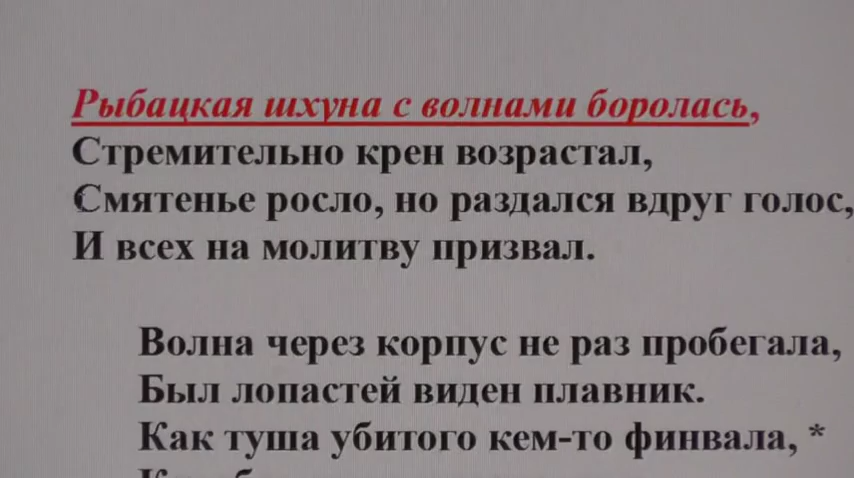 Рыбацкая шхуна с волнами боролась,
Стремительно крен возрастал,
Смятенье росло, но раздался вдруг голос,
И всех на молитву призвал.
Волна через корпус не раз пробегала,
Был лопастей виден плавник.
Как туша убитого кем-то финвала, *